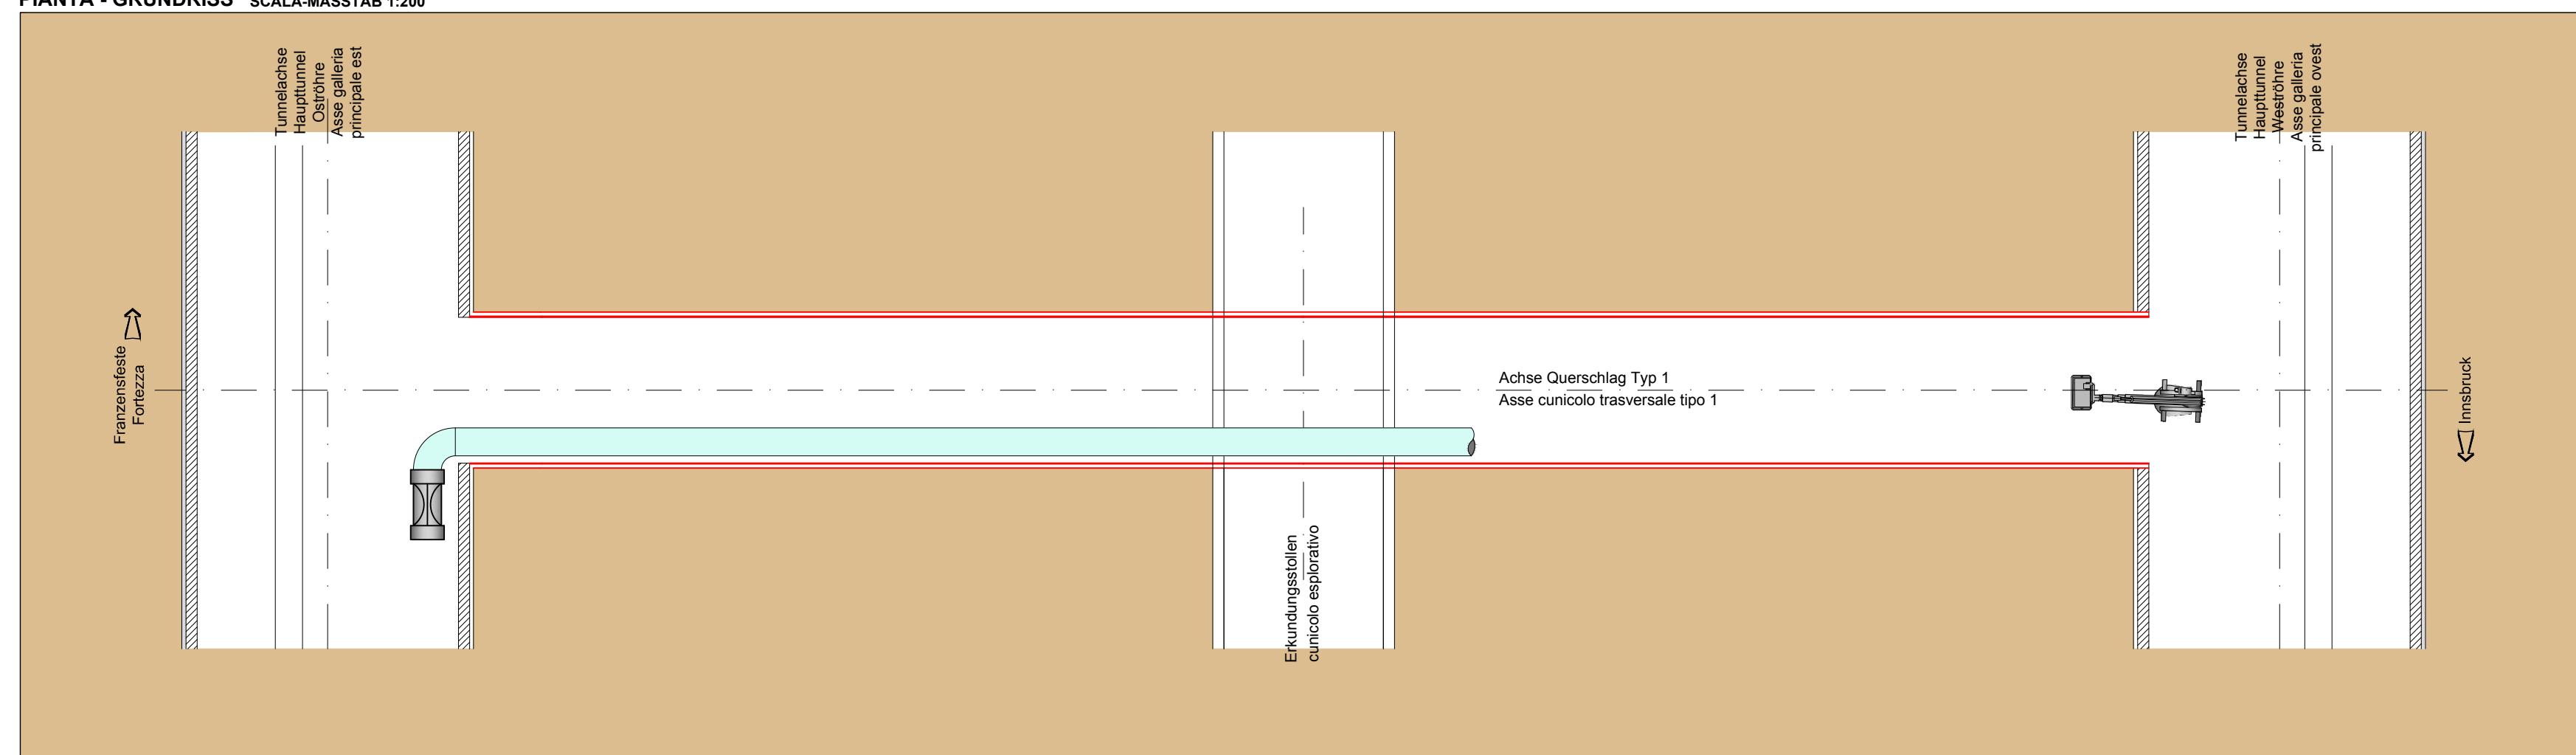 PIANTA - GRUNDRISS SCALA-MASSTAB 1:200
Tunnelachse
Haupttunnel
Oströhre
Asse galleria
principale est
Tunnelachse
Haupttunnel
Weströhre
Asse galleria
principale ovest
Franzensfeste
Fortezza
Achse Querschlag Typ 1
Asse cunicolo trasversale tipo 1
Innsbruck
Erkundungsstollen
cunicolo esplorativo